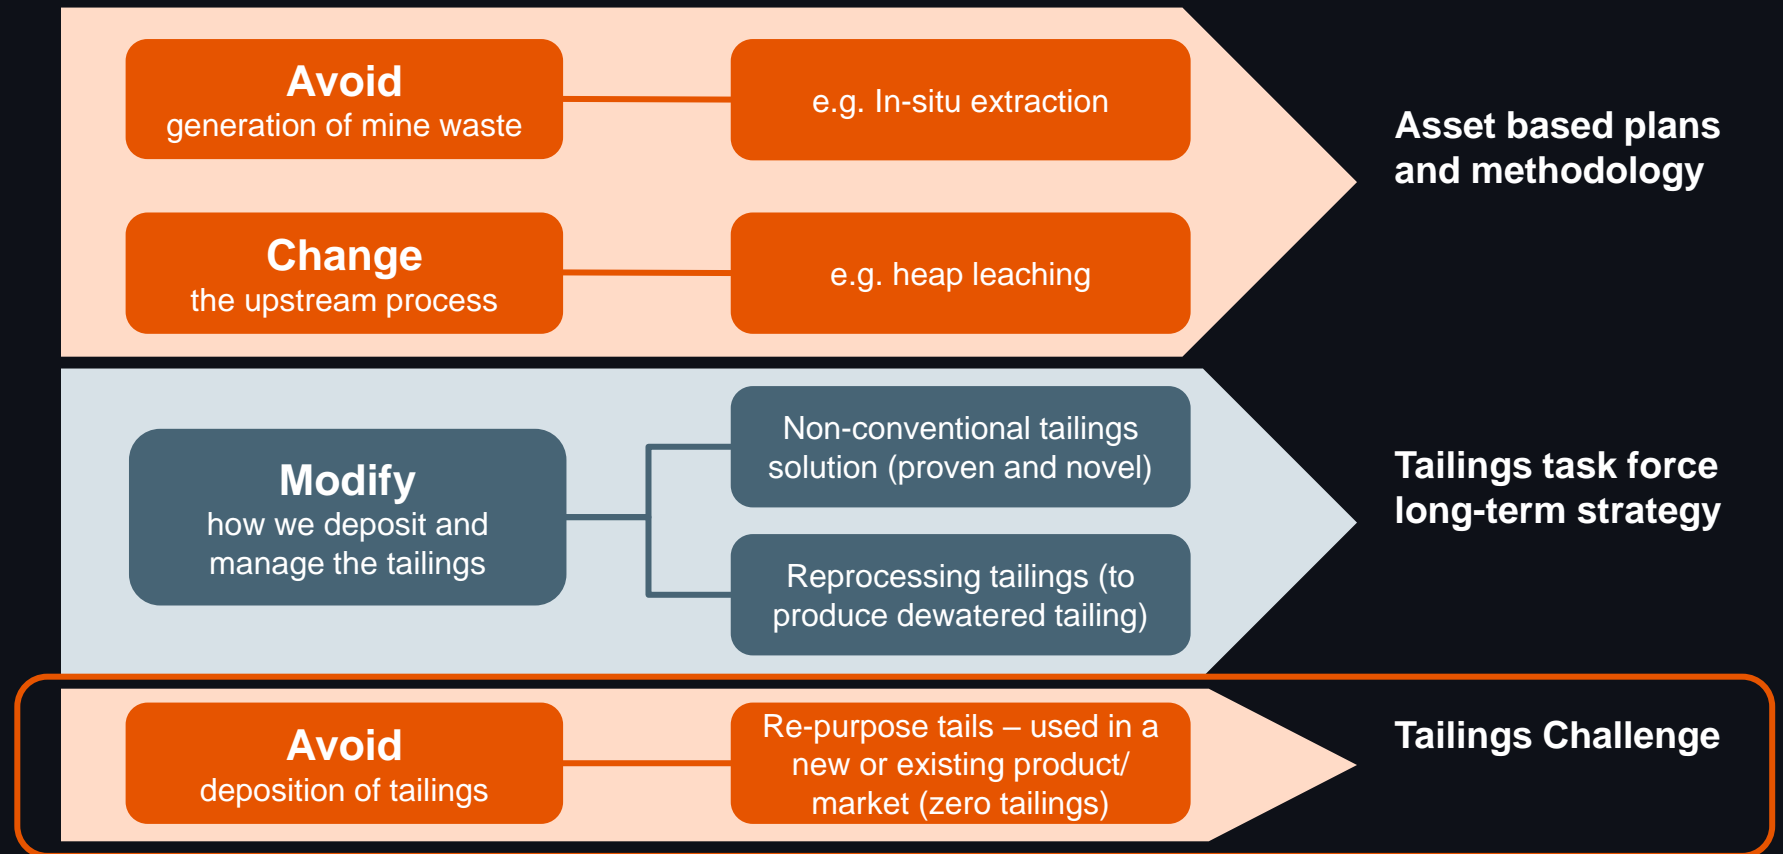 Avoid
generation of mine waste
e.g. In-situ extraction
Change
the upstream process
e.g. heap leaching
Asset based plans
and methodology
Modify
how we deposit and
manage the tailings
Non-conventional tailings
solution (proven and novel)
Reprocessing tailings (to
produce dewatered tailing)
Tailings task force
long-term strategy
Avoid
deposition of tailings
Re-purpose tails – used in a
new or existing product/
market (zero tailings)
Tailings Challenge